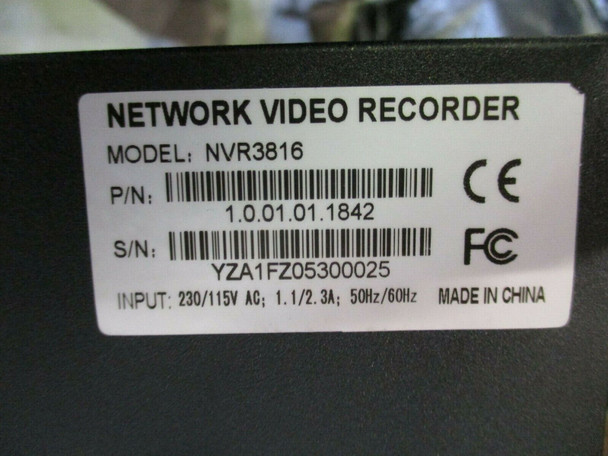 NETWORK VIDEO RECORDER
MODEL: NVR3816
P/N:
1.0.01.01.1842
CE
S/N:
YZA1FZ05300025
FC
INPUT: 230/115V AC; 1.1/2.3A; 50Hz/60Hz MADE IN CHINA